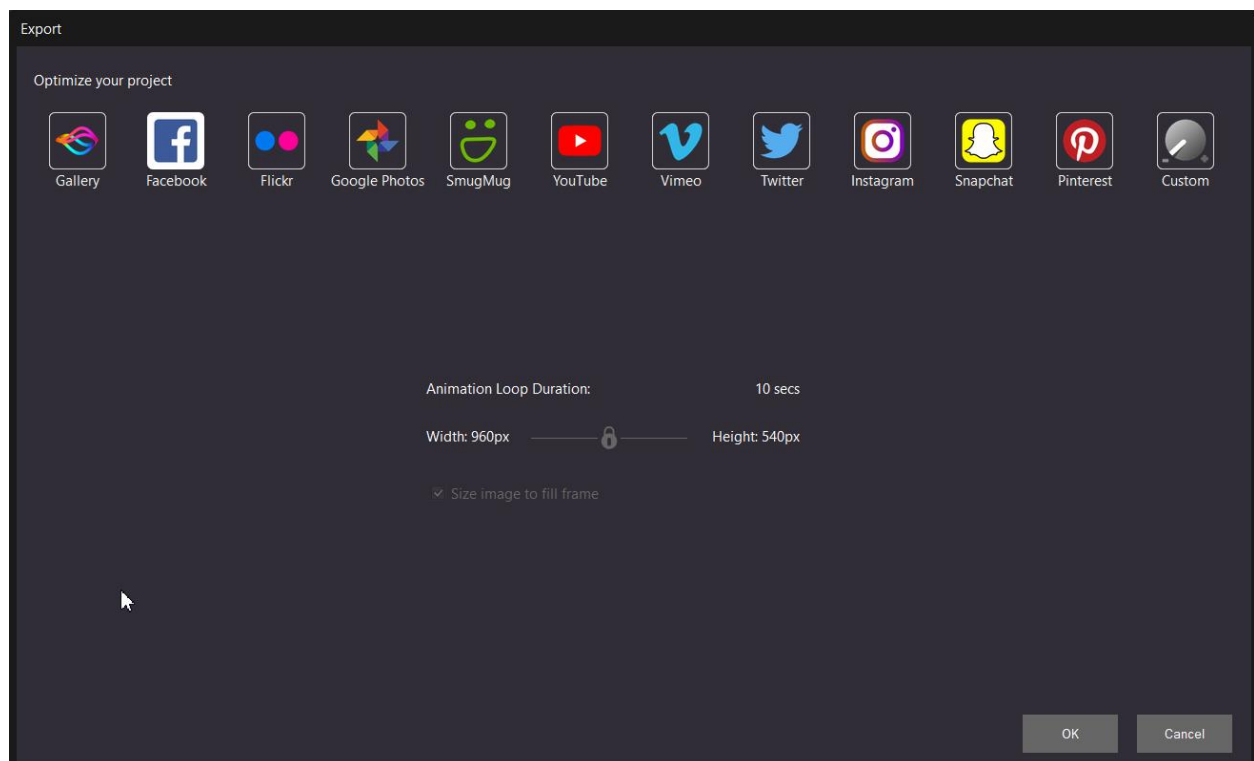 Export
Optimize your project
Gallery Facebook Flickr Google Photos SmugMug YouTube Vimeo Twitter Instagram Snapchat Pinterest Custom
Animation Loop Duration: 10 secs
Width: 960px Height: 540px
Size image to fill frame
OK Cancel